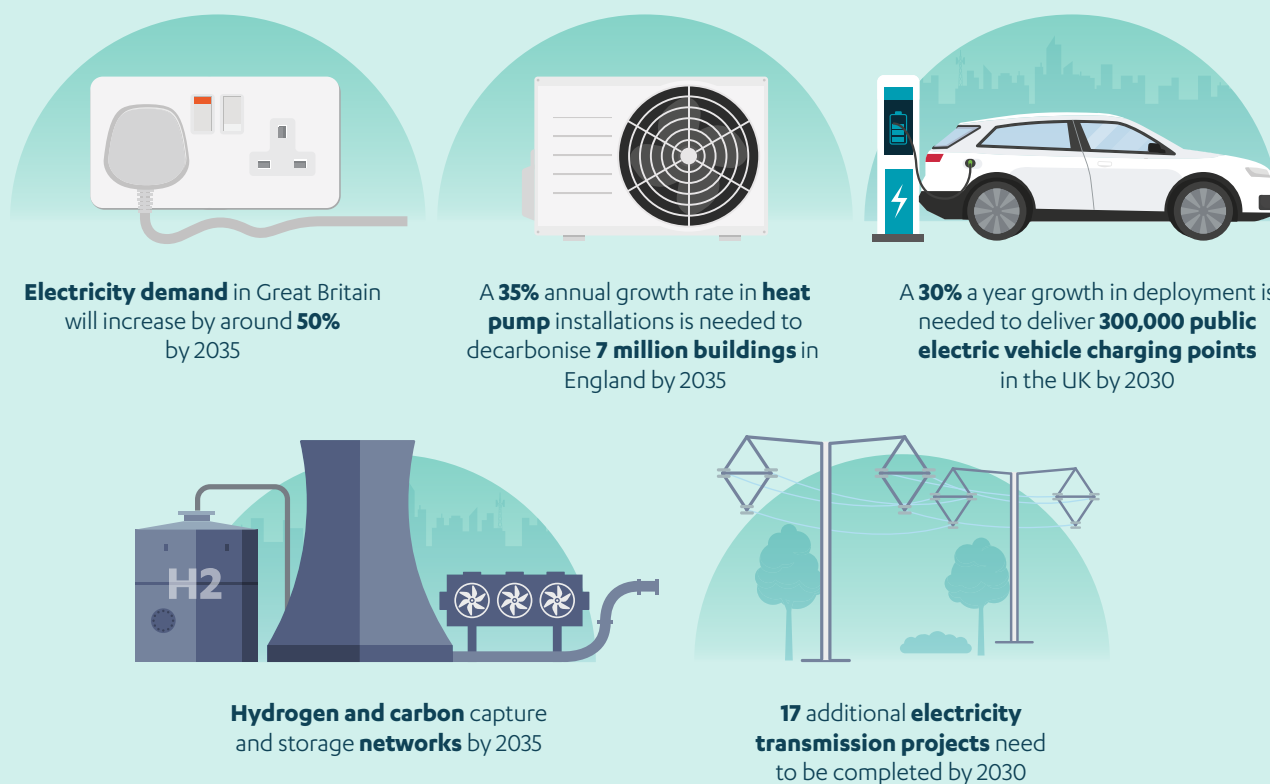 Electricity demand in Great Britain
will increase by around 50%
by 2035
A 35% annual growth rate in heat
pump installations is needed to
decarbonise 7 million buildings in
England by 2035
A 30% a year growth in deployment is
needed to deliver 300,000 public
electric vehicle charging points
in the UK by 2030
H2
Hydrogen and carbon capture
and storage networks by 2035
17 additional electricity
transmission projects need
to be completed by 2030